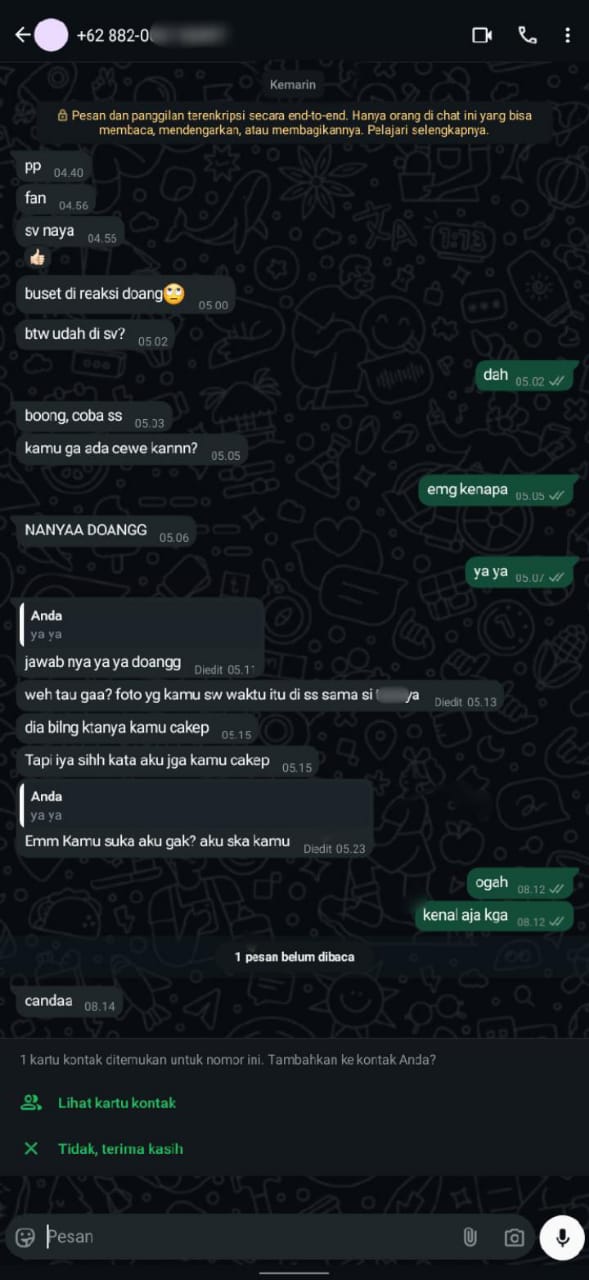 +62 882-0
Kemarin
Pesan dan panggilan terenkripsi secara end-to-end. Hanya orang di chat ini yang bisa
membaca, mendengarkan, atau membagikannya. Pelajari selengkapnya.
pp 04.40
fan 04.56
sv naya 04.56
👍🏻
buset di reaksi doang🙄 05.00
btw udah di sv? 05.02
dah 05.02
boong, coba ss 05.03
kamu ga ada cewe kannn? 05.05
emg kenapa 05.05
NANYAA DOANGG 05.06
ya ya 05.07
Anda
ya ya
jawab nya ya ya doangg Diedit 05.11
weh tau gaa? foto yg kamu sw waktu itu di ss sama si ya Diedit 05.13
dia bilng ktanya kamu cakep 05.15
Tapi iya sihh kata aku jga kamu cakep 05.15
Anda
ya ya
Emm Kamu suka aku gak? aku ska kamu Diedit 05.23
ogah 08.12
kenal aja kga 08.12
1 pesan belum dibaca
candaa 08.14
1 kartu kontak ditemukan untuk nomor ini. Tambahkan ke kontak Anda?
Lihat kartu kontak
Tidak, terima kasih
Pesan